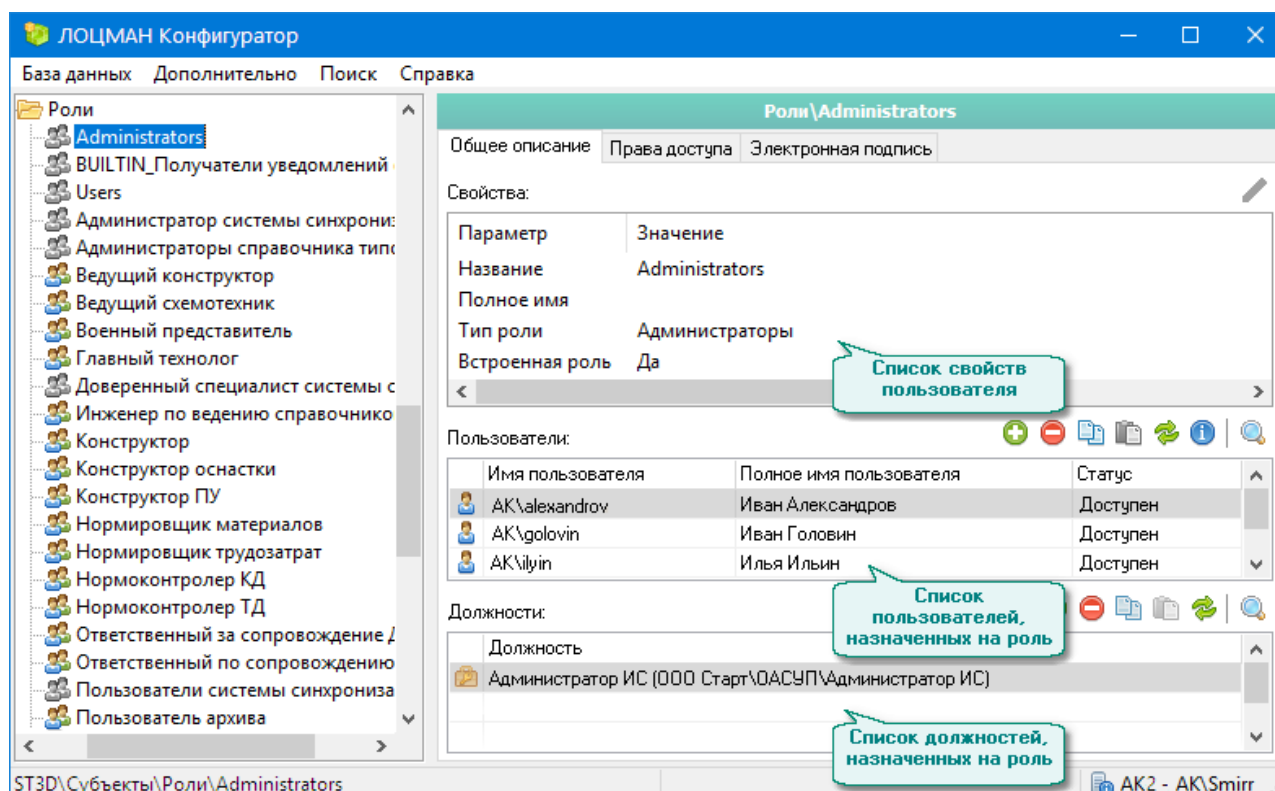 ЛОЦМАН Конфигуратор
База данных Дополнительно Поиск Справка
Роли
Administrators
BUILTIN_Получатели уведомлений
Users
Администратор системы синхрониз
Администраторы справочника типо
Ведущий конструктор
Ведущий схемотехник
Военный представитель
Главный технолог
Доверенный специалист системы с
Инженер по ведению справочнико
Конструктор
Конструктор оснастки
Конструктор ПУ
Нормировщик материалов
Нормировщик трудозатрат
Нормоконтролер КД
Нормоконтролер ТД
Ответственный за сопровождение Д
Ответственный по сопровождению
Пользователи системы синхрониза
Пользователь архива
Роли\Administrators
Общее описание Права доступа Электронная подпись
Свойства:
Параметр Значение
Название Administrators
Полное имя
Тип роли Администраторы
Встроенная роль Да
Список свойств
пользователя
Пользователи:
Имя пользователя Полное имя пользователя Статус
AK\alexandrov Иван Александров Доступен
AK\golovin Иван Головин Доступен
AK\ilyin Илья Ильин Доступен
Список
пользователей,
назначенных на роль
Должности:
Должность
Администратор ИС (ООО Старт\ОАСУП\Администратор ИС)
Список должностей,
назначенных на роль
ST3D\Субъекты\Роли\Administrators
AK2 - AK\Smirr